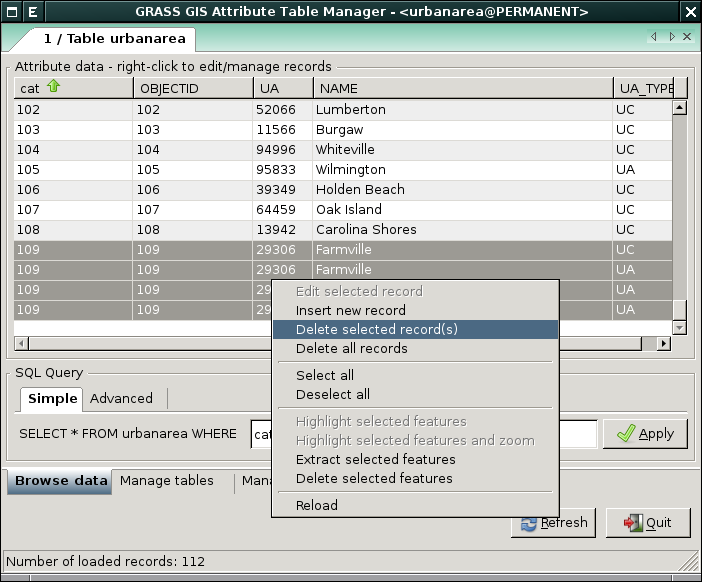 E GRASS GIS Attribute Table Manager - <urbanarea@PERMANENT>
1 / Table urbanarea
Attribute data - right-click to edit/manage records
cat OBJECTID UA NAME UA_TYPE
102 102 52066 Lumberton UC
103 103 11566 Burgaw UC
104 104 94996 Whiteville UC
105 105 95833 Wilmington UA
106 106 39349 Holden Beach UC
107 107 64459 Oak Island UC
108 108 13942 Carolina Shores UC
109 109 29306 Farmville UC
109 109 29306 Farmville UA
109 109 UA
109 109 UA
Edit selected record
Insert new record
Delete selected record(s)
Delete all records
Select all
Deselect all
Highlight selected features
Highlight selected features and zoom
Extract selected features
Delete selected features
Reload
SQL Query
Simple Advanced
SELECT * FROM urbanarea WHERE cat Apply
Browse data Manage tables
Refresh Quit
Number of loaded records: 112